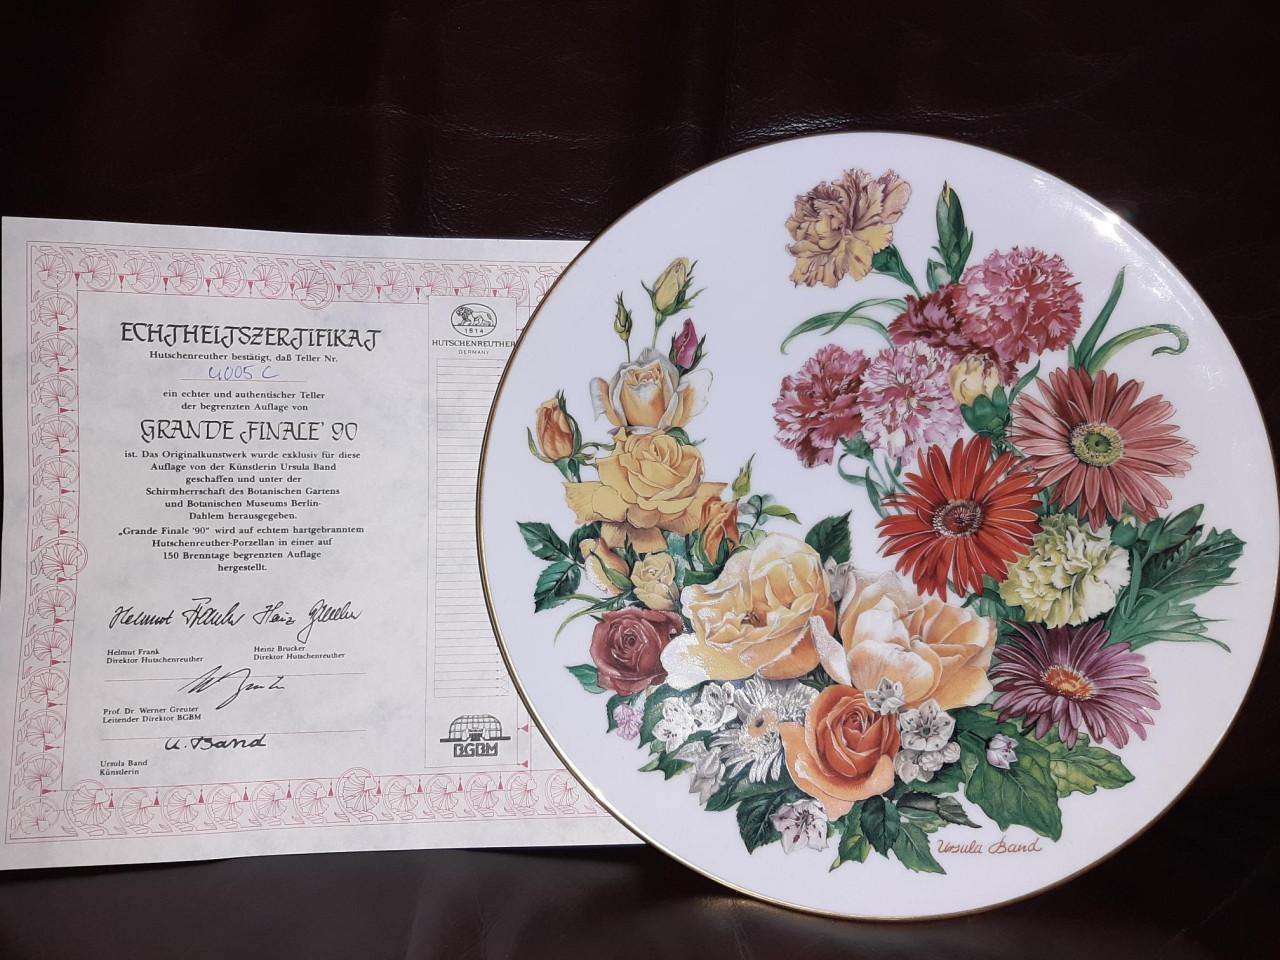 ECHTHEITSZERTIFIKAT
Hutschenreuther bestätigt, daß Teller Nr.
4005 C
ein echter und authentischer Teller
der begrenzten Auflage von
GRANDE FINALE' 90
ist. Das Originalkunstwerk wurde exklusiv für diese
Auflage von der Künstlerin Ursula Band
geschaffen und unter der
Schirmherrschaft des Botanischen Gartens
und Botanischen Museums Berlin-
Dahlem herausgegeben.
„Grande Finale '90" wird auf echtem hartgebranntem
Hutschenreuther-Porzellan in einer auf
150 Brenntage begrenzten Auflage
hergestellt.
Helmut Frank
Direktor Hutschenreuther
Heinz Brucker
Direktor Hutschenreuther
Prof. Dr. Werner Greuter
Leitender Direktor BGBM
U. Band
Ursula Band
Künstlerin
1814
HUTSCHENREUTHER
GERMANY
BGBM
Ursula Band